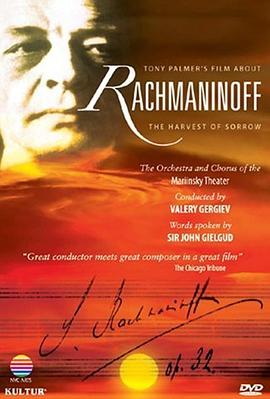 TONY PALMER'S FILM ABOUT
RACHMANINOFF
THE HARVEST OF SORROW
The Orchestra and Chorus of the
Mariinsky Theater
Conducted by
VALERY GERGIEV
Words spoken by
SIR JOHN GIELGUD
"Great conductor meets great composer in a great film"
The Chicago Tribune
S. Rachmaninoff
op. 32.
NVC ARTS
KULTUR
DVD